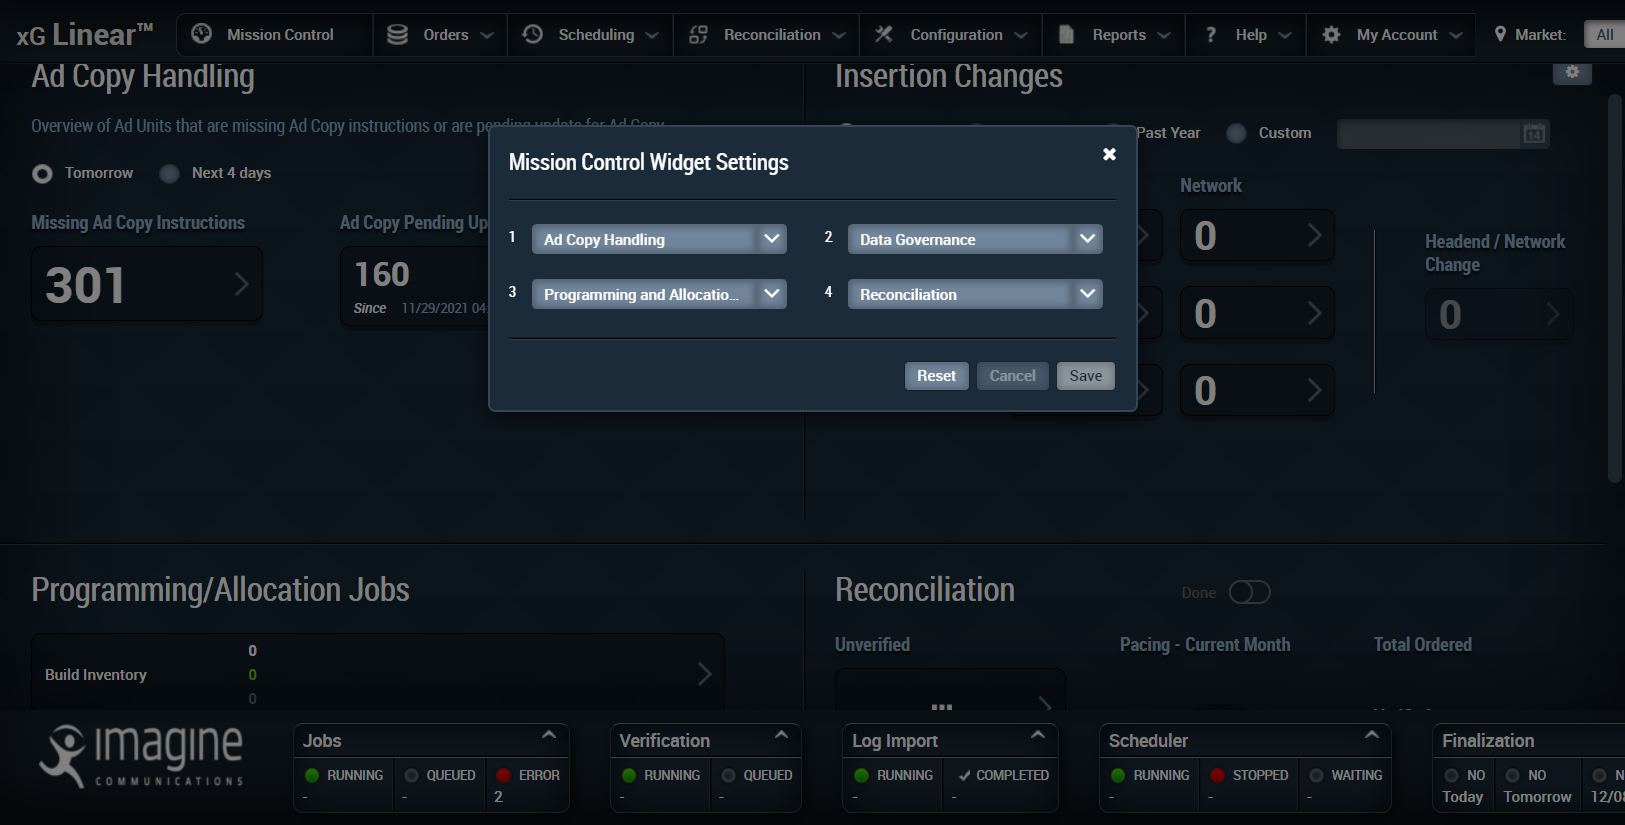 xG Linear™
Mission Control
Orders
Scheduling
Reconciliation
Configuration
Reports
? Help
My Account
Market:
All
Ad Copy Handling
Insertion Changes
Overview of Ad Units that are missing Ad Copy instructions or are pending update for Ad Copy
Past Year
Custom
14
Tomorrow
Next 4 days
Missing Ad Copy Instructions
Ad Copy Pending Up
301
160
Since 11/29/2021 04:
Network
0
0
0
Headend / Network
Change
0
Mission Control Widget Settings
1 Ad Copy Handling
2 Data Governance
3 Programming and Allocatio...
4 Reconciliation
Reset
Cancel
Save
Programming/Allocation Jobs
Build Inventory
0
0
0
Reconciliation
Done
Unverified
Pacing - Current Month
Total Ordered
...
imagine
COMMUNICATIONS
Jobs
RUNNING
-
QUEUED
-
ERROR
2
Verification
RUNNING
-
QUEUED
-
Log Import
RUNNING
-
COMPLETED
-
Scheduler
RUNNING
-
STOPPED
-
WAITING
-
Finalization
NO
Today
NO
Tomorrow
N
12/08